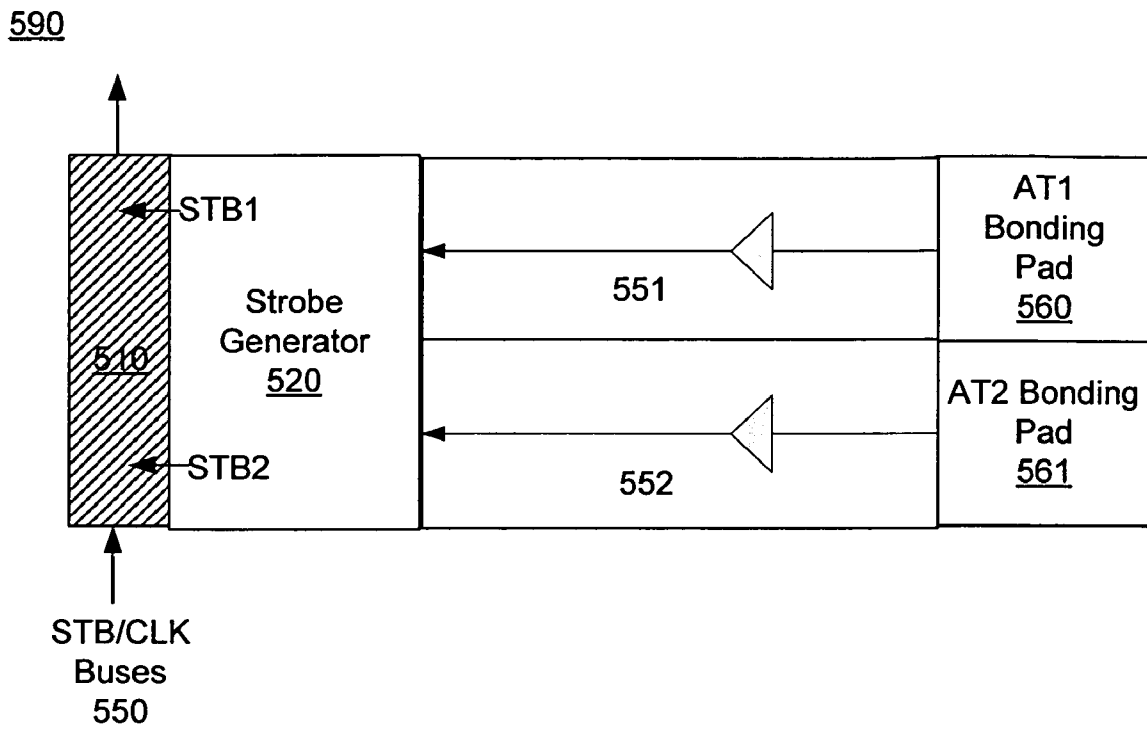 590
STB1
STB2
510
Strobe
Generator
520
551
552
AT1
Bonding
Pad
560
AT2 Bonding
Pad
561
STB/CLK
Buses
550